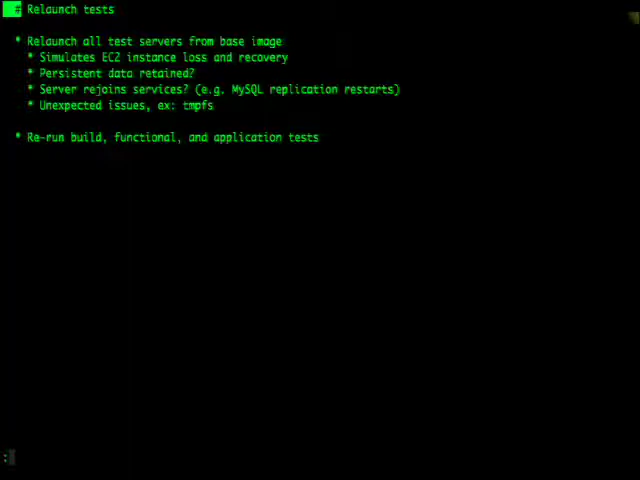 # Relaunch tests
* Relaunch all test servers from base image
* Simulates EC2 instance loss and recovery
* Persistent data retained?
* Server rejoins services? (e.g. MySQL replication restarts)
* Unexpected issues, ex: tmpfs
* Re-run build, functional, and application tests
: